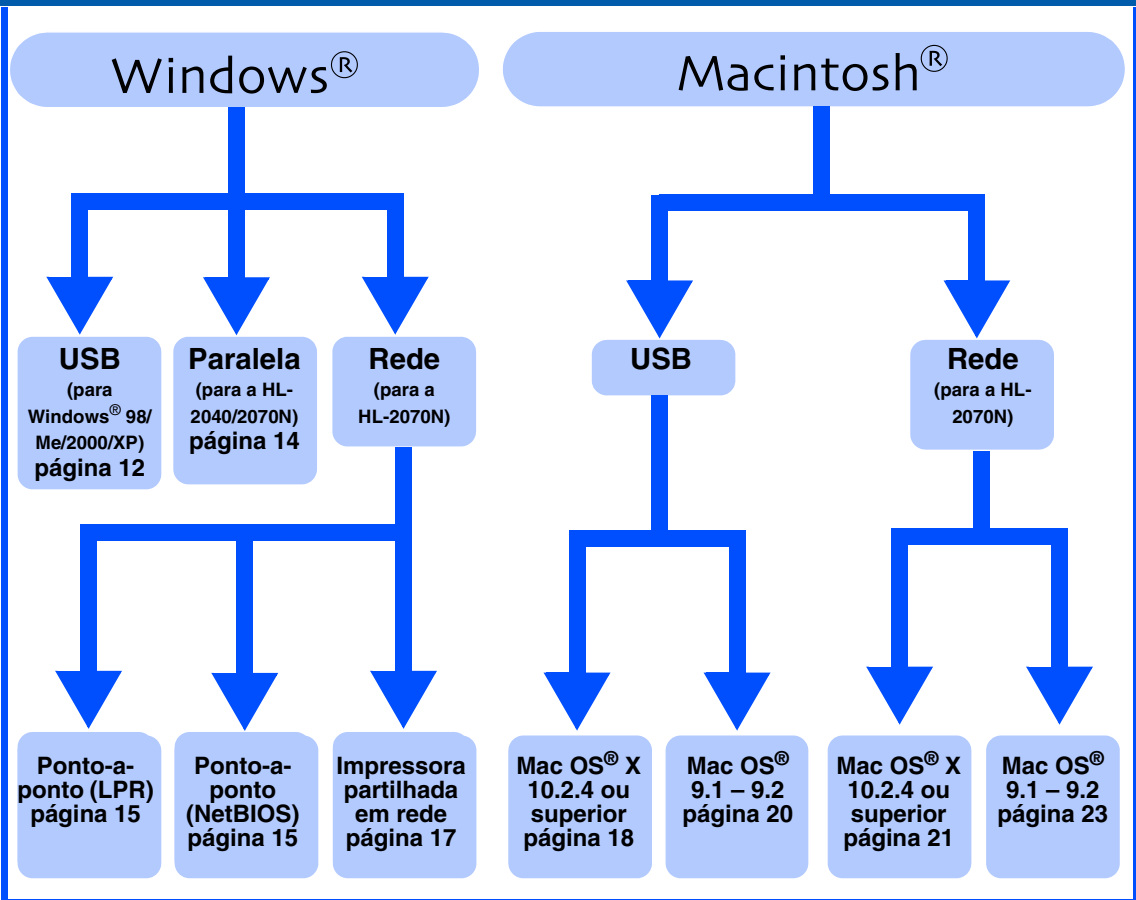 Windows®
Macintosh®
USB
(para
Windows® 98/
Me/2000/XP)
página 12
Paralela
(para a HL-
2040/2070N)
página 14
Rede
(para a
HL-2070N)
USB
Rede
(para a HL-
2070N)
Ponto-a-
ponto (LPR)
página 15
Ponto-a-
ponto
(NetBIOS)
página 15
Impressora
partilhada
em rede
página 17
Mac OS® X
10.2.4 ou
superior
página 18
Mac OS®
9.1 – 9.2
página 20
Mac OS® X
10.2.4 ou
superior
página 21
Mac OS®
9.1 – 9.2
página 23